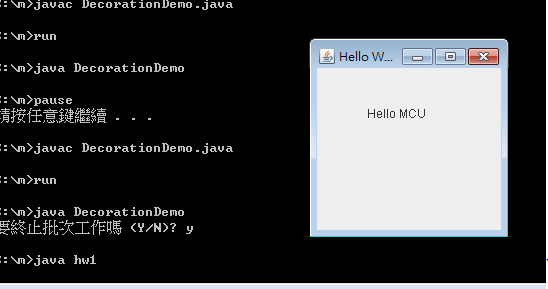 :\m>javac DecorationDemo.java
:\m>run
:\m>java DecorationDemo
:\m>pause
請按任意鍵繼續 . . .
:\m>javac DecorationDemo.java
:\m>run
:\m>java DecorationDemo
要終止批次工作嗎 (Y/N)? y
:\m>java hw1
Hello W...
Hello MCU